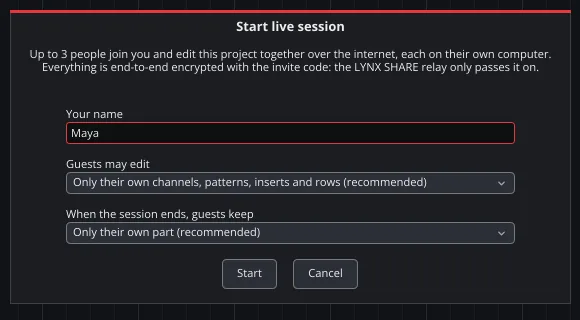 Start live session
Up to 3 people join you and edit this project together over the internet, each on their own computer.
Everything is end-to-end encrypted with the invite code: the LYNX SHARE relay only passes it on.
Your name
Maya
Guests may edit
Only their own channels, patterns, inserts and rows (recommended)
When the session ends, guests keep
Only their own part (recommended)
Start
Cancel